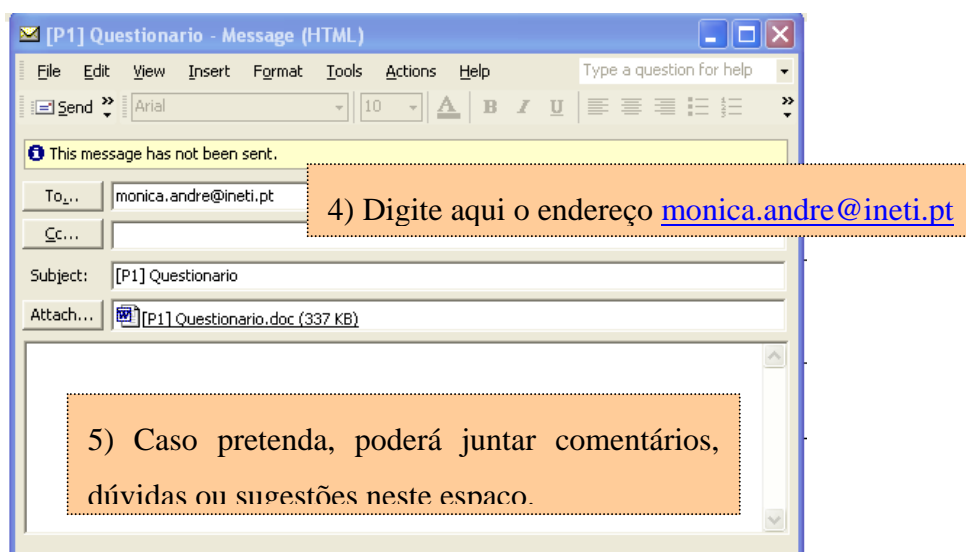 [P1] Questionario - Message (HTML)
File Edit View Insert Format Tools Actions Help Type a question for help
Send Arial 10 A B I U
This message has not been sent.
To... monica.andre@ineti.pt
4) Digite aqui o endereço monica.andre@ineti.pt
Cc...
Subject: [P1] Questionario
Attach... [P1] Questionario.doc (337 KB)
5) Caso pretenda, poderá juntar comentários,
dúvidas ou sugestões neste espaço.